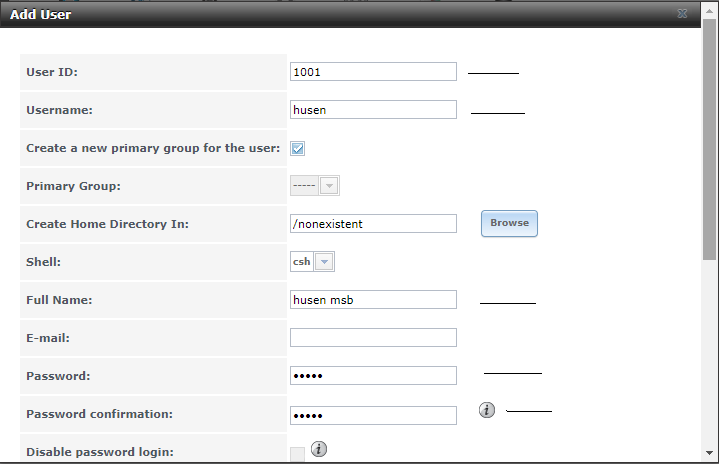 Add User
User ID: 1001
Username: husen
Create a new primary group for the user:
Primary Group: -----
Create Home Directory In: /nonexistent Browse
Shell: csh
Full Name: husen msb
E-mail:
Password: •••••
Password confirmation: ••••• i
Disable password login: i